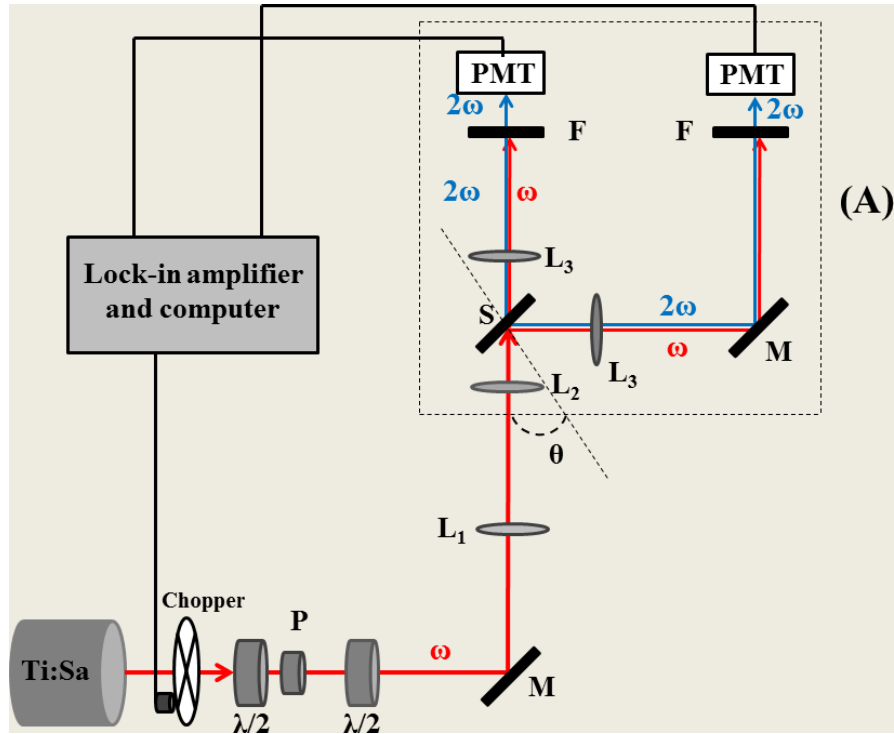 PMT
PMT
2ω
2ω
F
F
2ω
ω
(A)
L3
Lock-in amplifier
and computer
S
2ω
ω
M
L3
L2
θ
L1
Chopper
P
Ti:Sa
ω
M
λ/2
λ/2